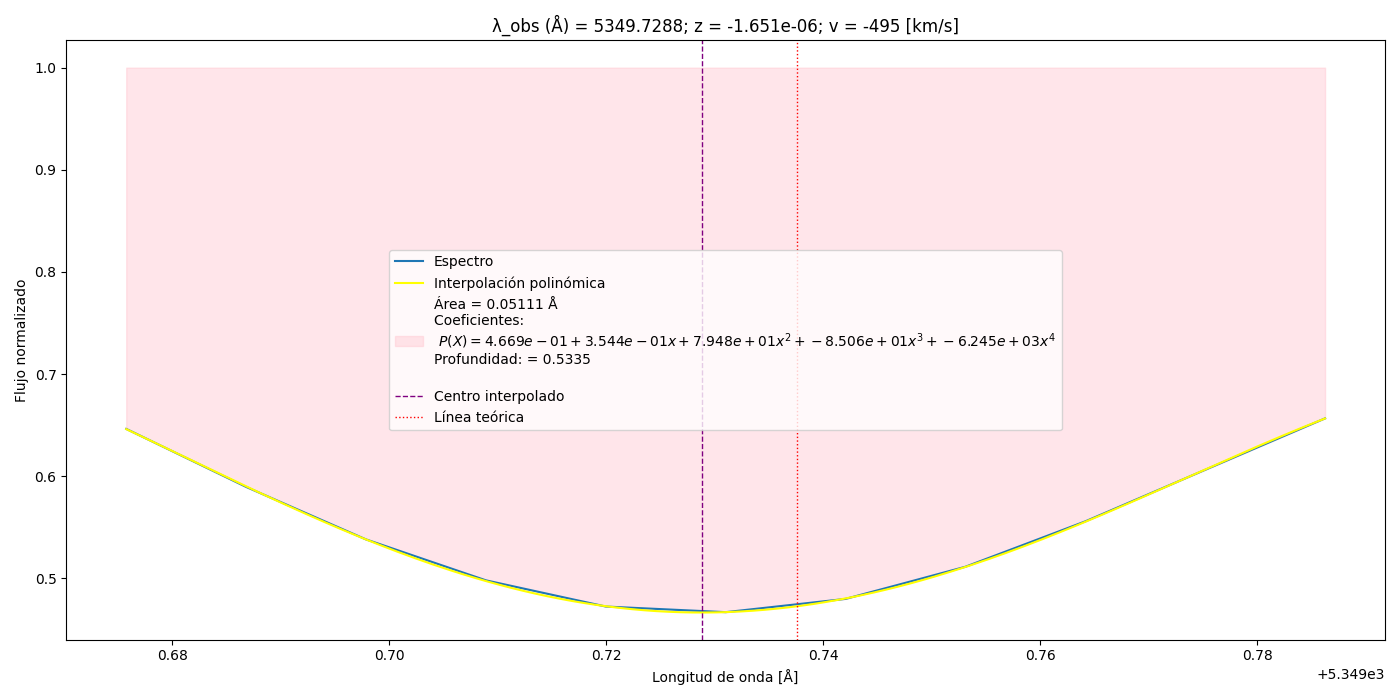 λ_obs (Å) = 5349.7288; z = -1.651e-06; v = -495 [km/s]
Flujo normalizado
1.0
0.9
0.8
0.7
0.6
0.5
Espectro
Interpolación polinómica
Área = 0.05111 Å
Coeficientes:
P(X) = 4.669e − 01 + 3.544e − 01x + 7.948e + 01x² + −8.506e + 01x³ + −6.245e + 03x⁴
Profundidad: = 0.5335
Centro interpolado
Línea teórica
0.68 0.70 0.72 0.74 0.76 0.78
+5.349e3
Longitud de onda [Å]